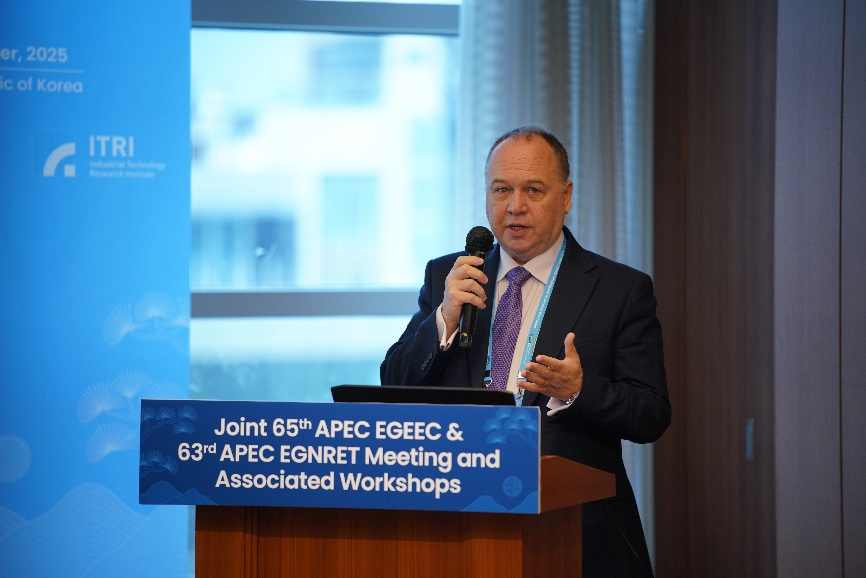 er, 2025
ic of Korea
ITRI
Industrial Technology
Research Institute
Joint 65th APEC EGEEC &
63rd APEC EGNRET Meeting and
Associated Workshops